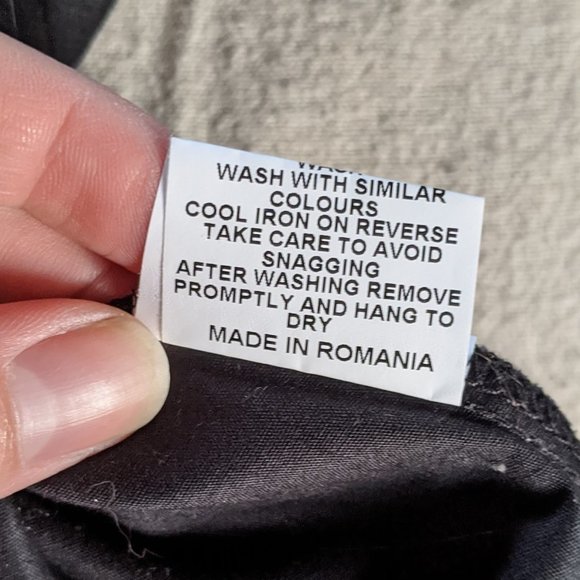 WASH WITH SIMILAR
COLOURS
COOL IRON ON REVERSE
TAKE CARE TO AVOID
SNAGGING
AFTER WASHING REMOVE
PROMPTLY AND HANG TO
DRY
MADE IN ROMANIA